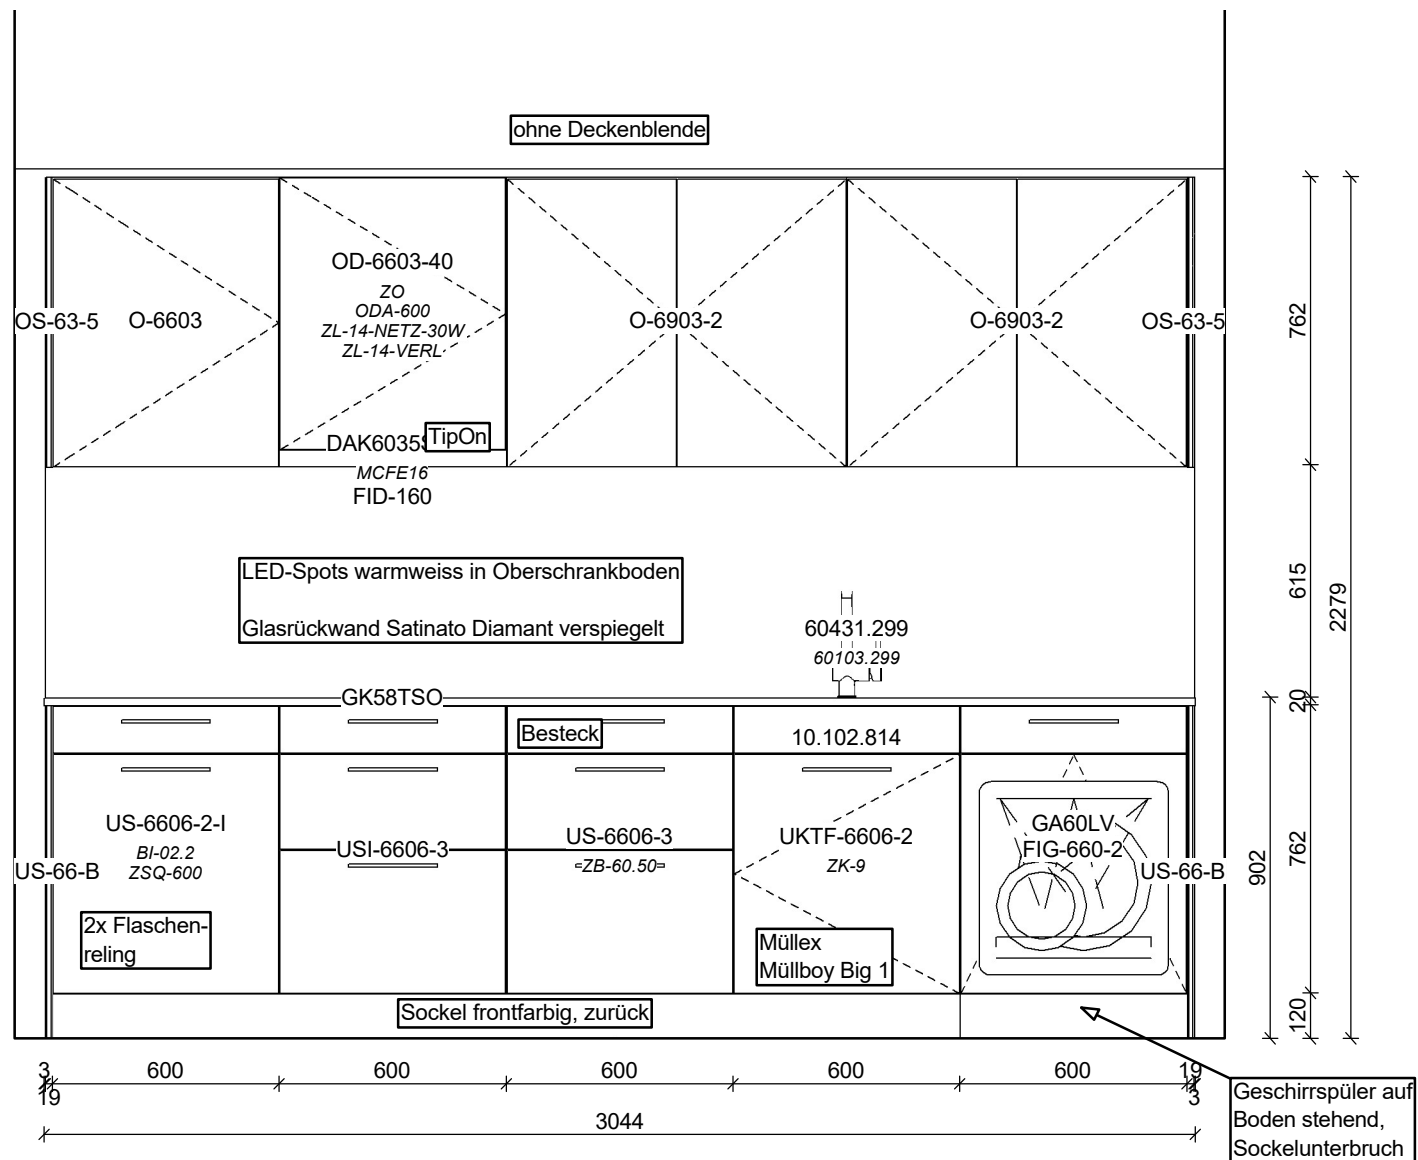 ohne Deckenblende
OD-6603-40
ZO
ODA-600
ZL-14-NETZ-30W
ZL-14-VERL
OS-63-5
O-6603
O-6903-2
O-6903-2
OS-63-5
762
DAK6035
TipOn
MCFE16
FID-160
LED-Spots warmweiss in Oberschrankboden
Glasrückwand Satinato Diamant verspiegelt
615
2279
60431.299
60103.299
GK58TSO
20
Besteck
10.102.814
US-6606-2-I
BI-02.2
ZSQ-600
USI-6606-3
US-6606-3
ZB-60.50
UKTF-6606-2
ZK-9
GA60LV
FIG-660-2
US-66-B
US-66-B
902
762
2x Flaschen-
reling
Müllex
Müllboy Big 1
Sockel frontfarbig, zurück
120
3
19
600
600
600
600
600
19
3
3044
Geschirrspüler auf
Boden stehend,
Sockelunterbruch